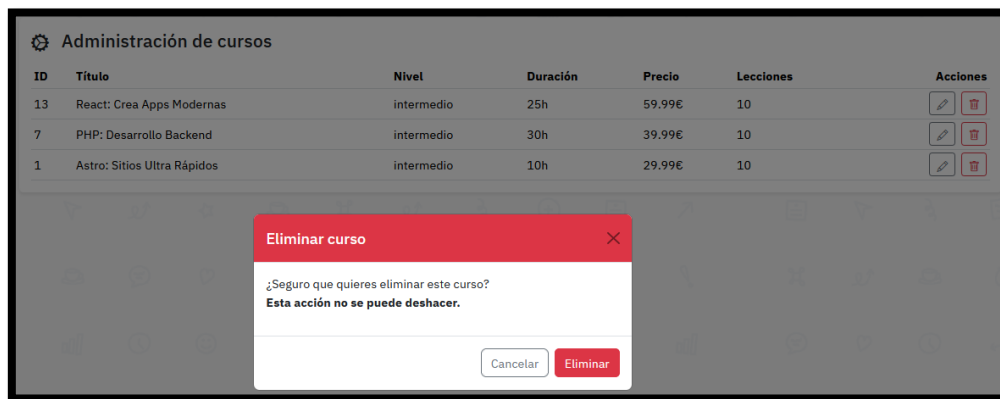 Administración de cursos
ID Título Nivel Duración Precio Lecciones Acciones
13 React: Crea Apps Modernas intermedio 25h 59.99€ 10
7 PHP: Desarrollo Backend intermedio 30h 39.99€ 10
1 Astro: Sitios Ultra Rápidos intermedio 10h 29.99€ 10
Eliminar curso
¿Seguro que quieres eliminar este curso?
Esta acción no se puede deshacer.
Cancelar Eliminar